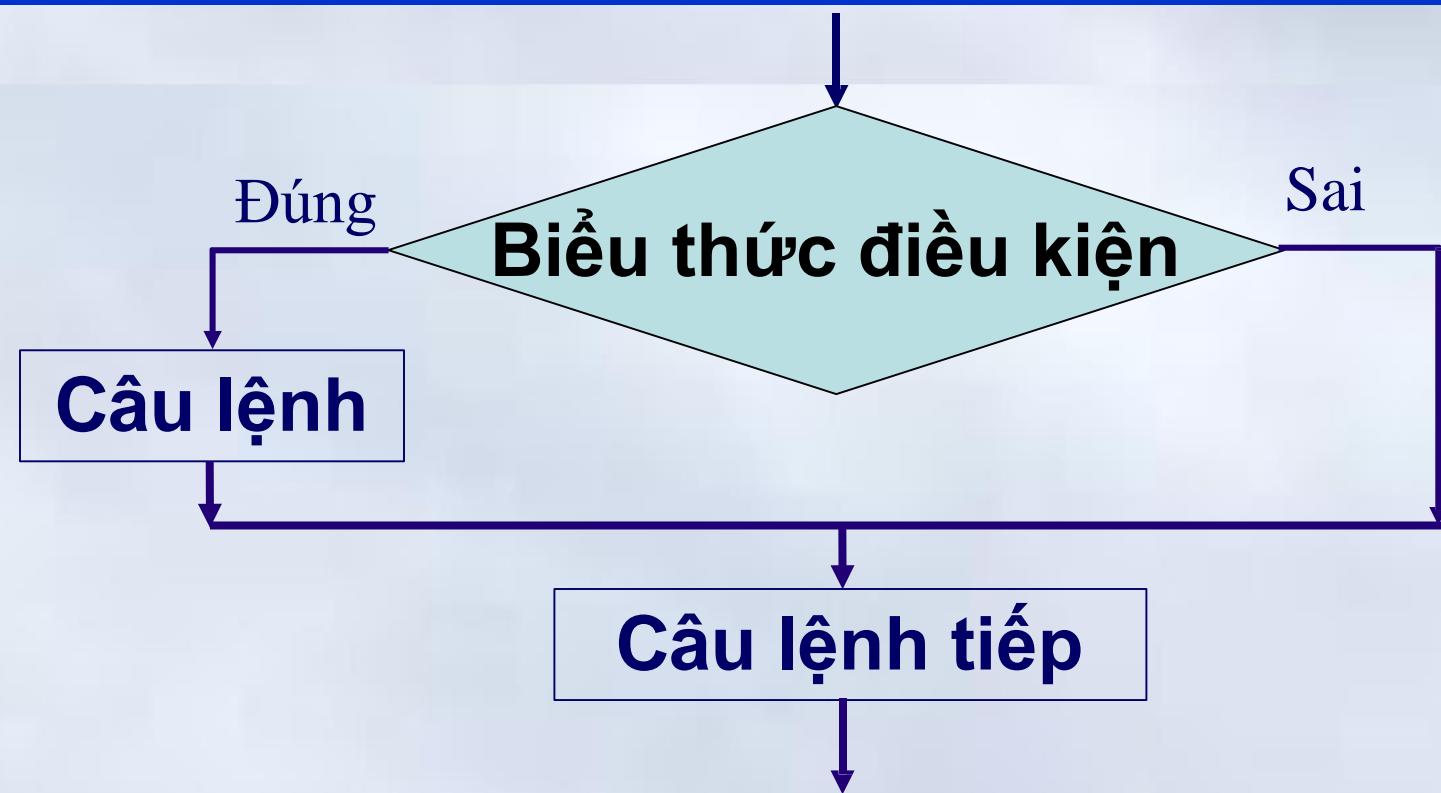 Đúng
Sai
Biểu thức điều kiện
Câu lệnh
Câu lệnh tiếp